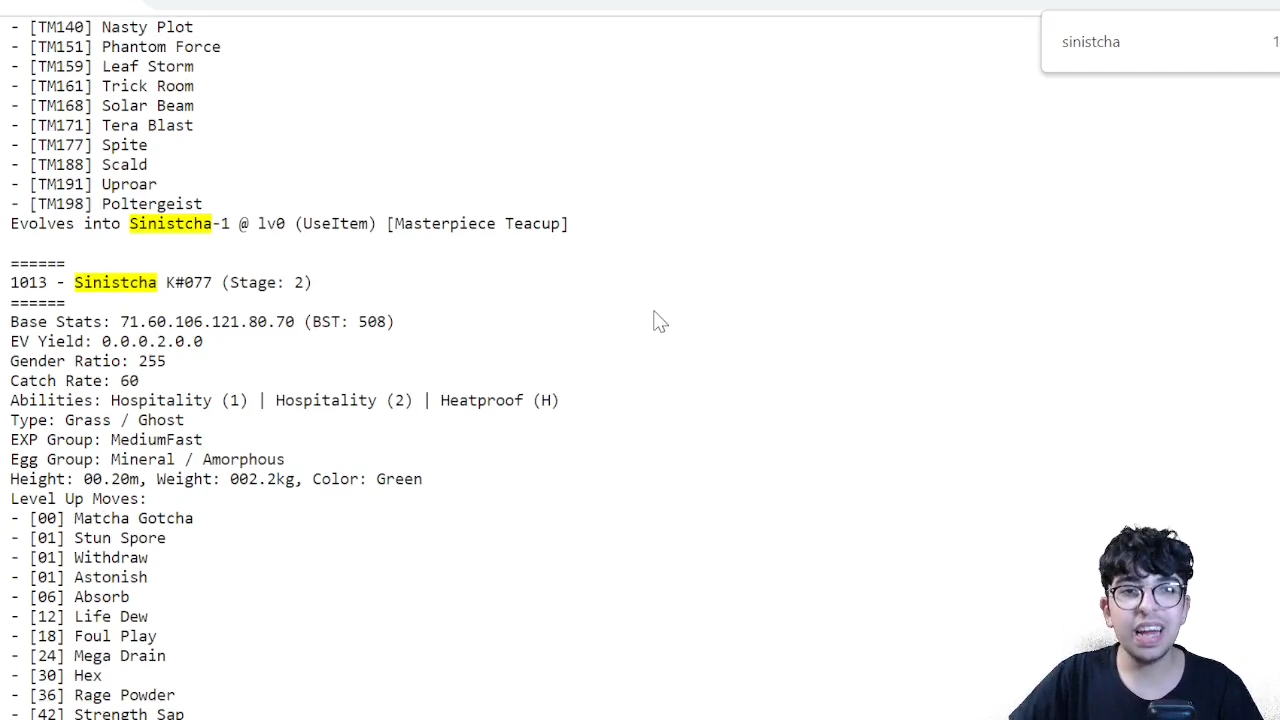 - [TM140] Nasty Plot
- [TM151] Phantom Force
- [TM159] Leaf Storm
- [TM161] Trick Room
- [TM168] Solar Beam
- [TM171] Tera Blast
- [TM177] Spite
- [TM188] Scald
- [TM191] Uproar
- [TM198] Poltergeist
Evolves into Sinistcha-1 @ lv0 (UseItem) [Masterpiece Teacup]
======
1013 - Sinistcha K#077 (Stage: 2)
======
Base Stats: 71.60.106.121.80.70 (BST: 508)
EV Yield: 0.0.0.2.0.0
Gender Ratio: 255
Catch Rate: 60
Abilities: Hospitality (1) | Hospitality (2) | Heatproof (H)
Type: Grass / Ghost
EXP Group: MediumFast
Egg Group: Mineral / Amorphous
Height: 00.20m, Weight: 002.2kg, Color: Green
Level Up Moves:
- [00] Matcha Gotcha
- [01] Stun Spore
- [01] Withdraw
- [01] Astonish
- [06] Absorb
- [12] Life Dew
- [18] Foul Play
- [24] Mega Drain
- [30] Hex
- [36] Rage Powder
- [42] Strength Sap
sinistcha 1